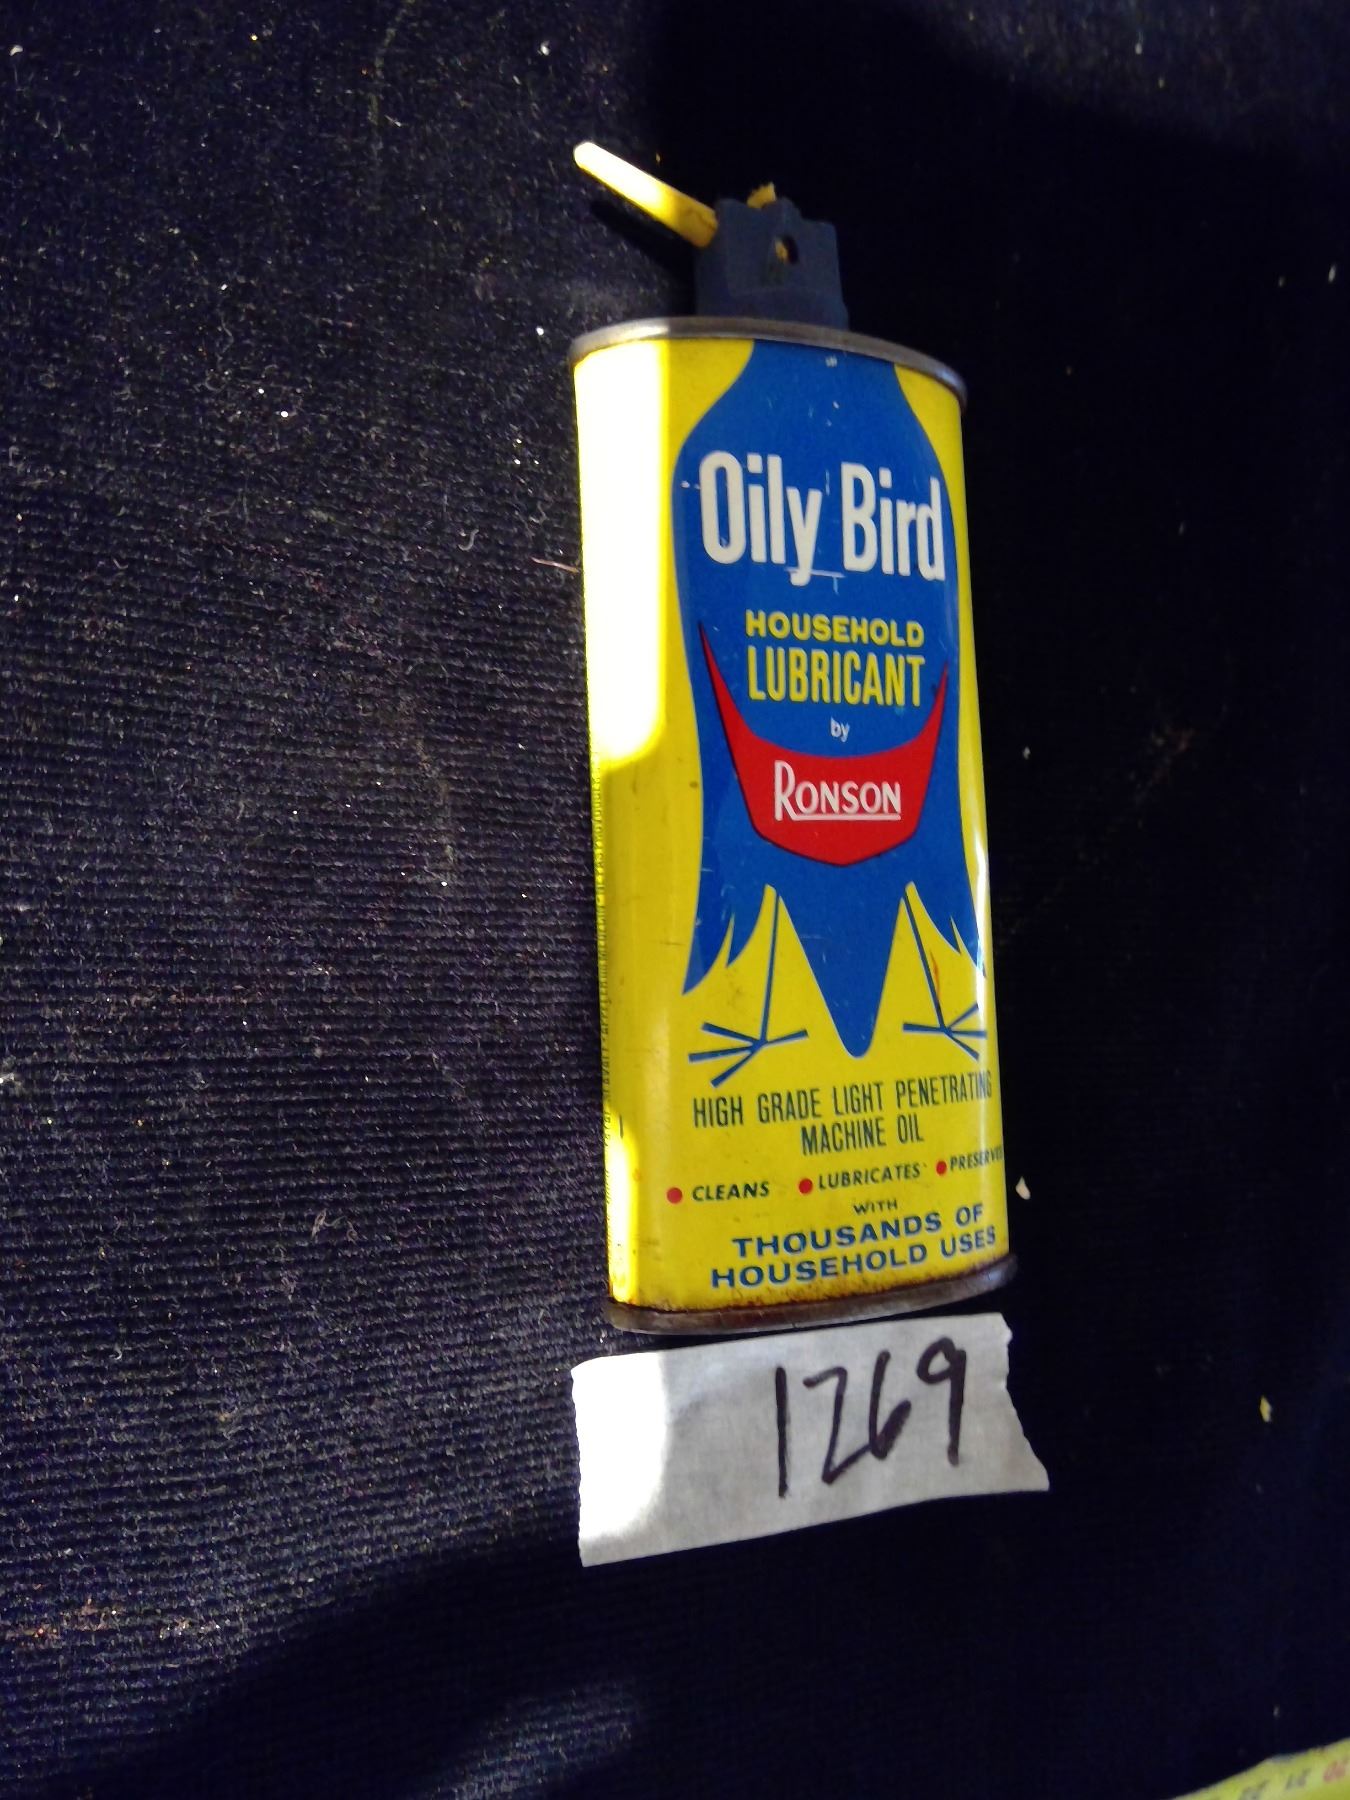 Oily Bird
HOUSEHOLD
LUBRICANT
by
RONSON
HIGH GRADE LIGHT PENETRATING
MACHINE OIL
• CLEANS • LUBRICATES •
WITH
THOUSANDS OF
HOUSEHOLD USES
1269